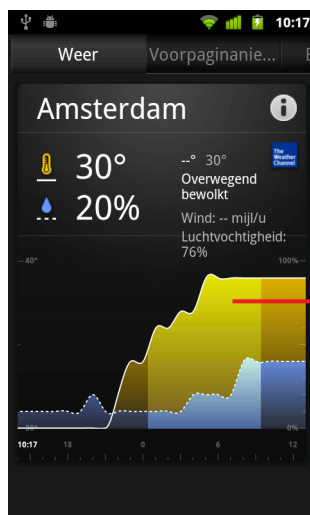 10:17
Weer
Voorpaginanie...
Amsterdam
i
30°
--° 30°
The
Weather
Channel
Overwegend
bewolkt
20%
Wind: -- mijl/u
Luchtvochtigheid:
76%
40°
100%
30°
0%
10:17 18 0 6 12